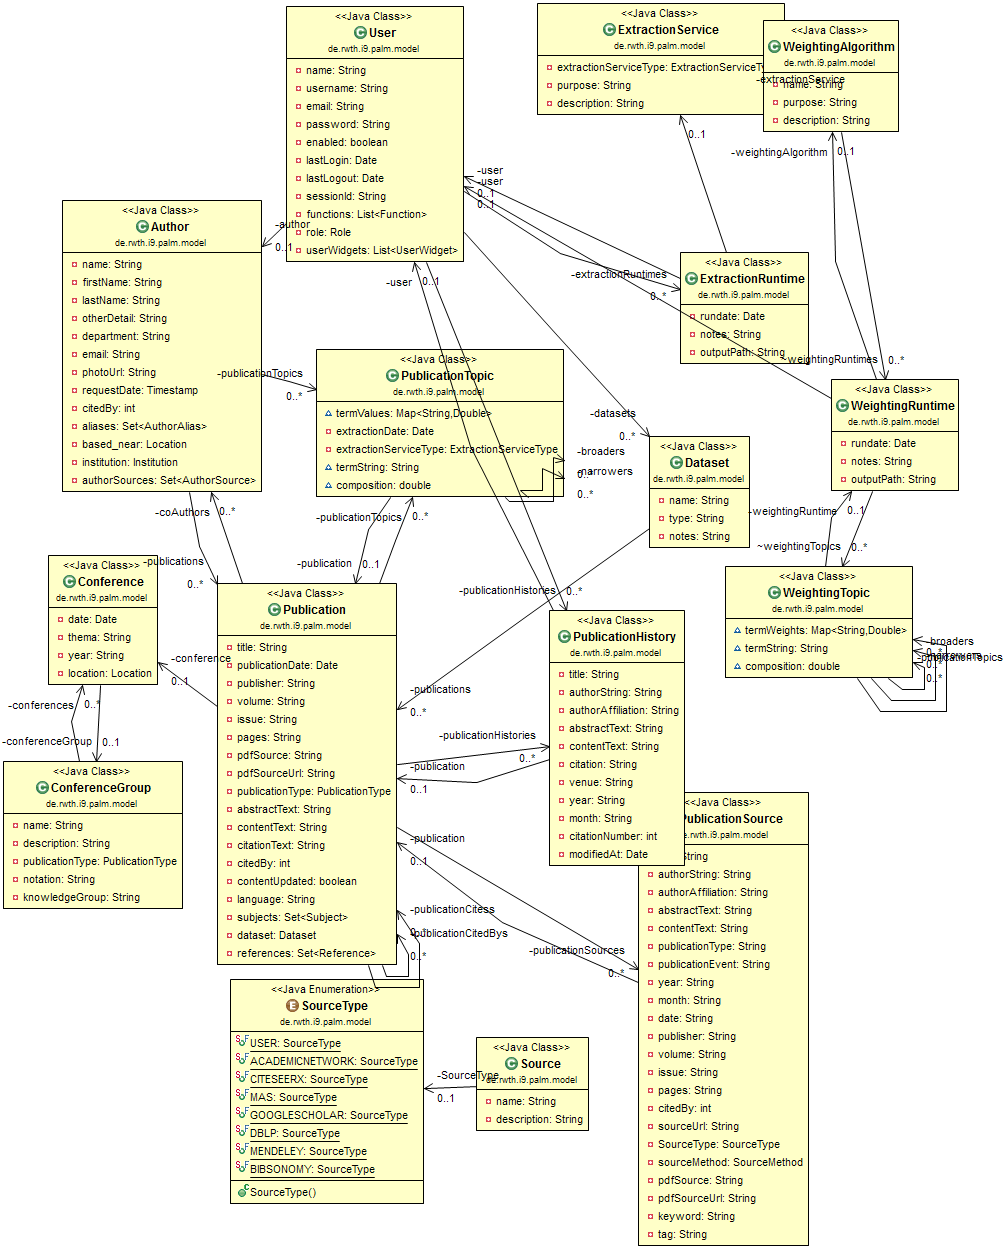 <<Java Class>>
User
de.rwth.i9.palm.model
name: String
username: String
email: String
password: String
enabled: boolean
lastLogin: Date
lastLogout: Date
sessionId: String
functions: List<Function>
role: Role
userWidgets: List<UserWidget>
<<Java Class>>
ExtractionService
de.rwth.i9.palm.model
extractionServiceType: ExtractionServiceTy
purpose: String
description: String
<<Java Class>>
WeightingAlgorithm
de.rwth.i9.palm.model
name: String
purpose: String
description: String
-extractionService
0..1
-weightingAlgorithm
0..1
-user
-user
0..1
0..1
<<Java Class>>
Author
de.rwth.i9.palm.model
name: String
firstName: String
lastName: String
otherDetail: String
department: String
email: String
photoUrl: String
requestDate: Timestamp
citedBy: int
aliases: Set<AuthorAlias>
based_near: Location
institution: Institution
authorSources: Set<AuthorSource>
-author
0..1
-user
0..1
-extractionRuntimes
0..*
<<Java Class>>
ExtractionRuntime
de.rwth.i9.palm.model
rundate: Date
notes: String
outputPath: String
~weightingRuntimes
0..*
-publicationTopics
0..*
<<Java Class>>
PublicationTopic
de.rwth.i9.palm.model
termValues: Map<String,Double>
extractionDate: Date
extractionServiceType: ExtractionServiceType
termString: String
composition: double
-broaders
0..*
-narrowers
0..*
-datasets
0..*
<<Java Class>>
Dataset
de.rwth.i9.palm.model
name: String
type: String
notes: String
<<Java Class>>
WeightingRuntime
de.rwth.i9.palm.model
rundate: Date
notes: String
outputPath: String
-weightingRuntime
0..1
~weightingTopics
0..*
-coAuthors
0..*
-publicationTopics
0..*
-publications
0..*
-publication
0..1
-publicationHistories
0..*
<<Java Class>>
Conference
de.rwth.i9.palm.model
date: Date
thema: String
year: String
location: Location
-conference
0..1
<<Java Class>>
Publication
de.rwth.i9.palm.model
title: String
publicationDate: Date
publisher: String
volume: String
issue: String
pages: String
pdfSource: String
pdfSourceUrl: String
publicationType: PublicationType
abstractText: String
contentText: String
citationText: String
citedBy: int
contentUpdated: boolean
language: String
subjects: Set<Subject>
dataset: Dataset
references: Set<Reference>
<<Java Class>>
WeightingTopic
de.rwth.i9.palm.model
termWeights: Map<String,Double>
termString: String
composition: double
-broaders
0..*
-narrowers
-publicationTopics
0..*
0..*
<<Java Class>>
PublicationHistory
de.rwth.i9.palm.model
title: String
authorString: String
authorAffiliation: String
abstractText: String
contentText: String
citation: String
venue: String
year: String
month: String
citationNumber: int
modifiedAt: Date
-publications
0..*
-publicationHistories
0..*
-publication
0..1
-conferences
0..*
-conferenceGroup
0..1
<<Java Class>>
ConferenceGroup
de.rwth.i9.palm.model
name: String
description: String
publicationType: PublicationType
notation: String
knowledgeGroup: String
-publication
0..1
-publicationCitess
0..*
-publicationCitedBys
0..*
-publicationSources
0..*
<<Java Class>>
PublicationSource
de.rwth.i9.palm.model
String
authorString: String
authorAffiliation: String
abstractText: String
contentText: String
publicationType: String
publicationEvent: String
year: String
month: String
date: String
publisher: String
volume: String
issue: String
pages: String
citedBy: int
sourceUrl: String
SourceType: SourceType
sourceMethod: SourceMethod
pdfSource: String
pdfSourceUrl: String
keyword: String
tag: String
<<Java Enumeration>>
SourceType
de.rwth.i9.palm.model
USER: SourceType
ACADEMICNETWORK: SourceType
CITESEERX: SourceType
MAS: SourceType
GOOGLESCHOLAR: SourceType
DBLP: SourceType
MENDELEY: SourceType
BIBSONOMY: SourceType
SourceType()
-SourceType
0..1
<<Java Class>>
Source
de.rwth.i9.palm.model
name: String
description: String